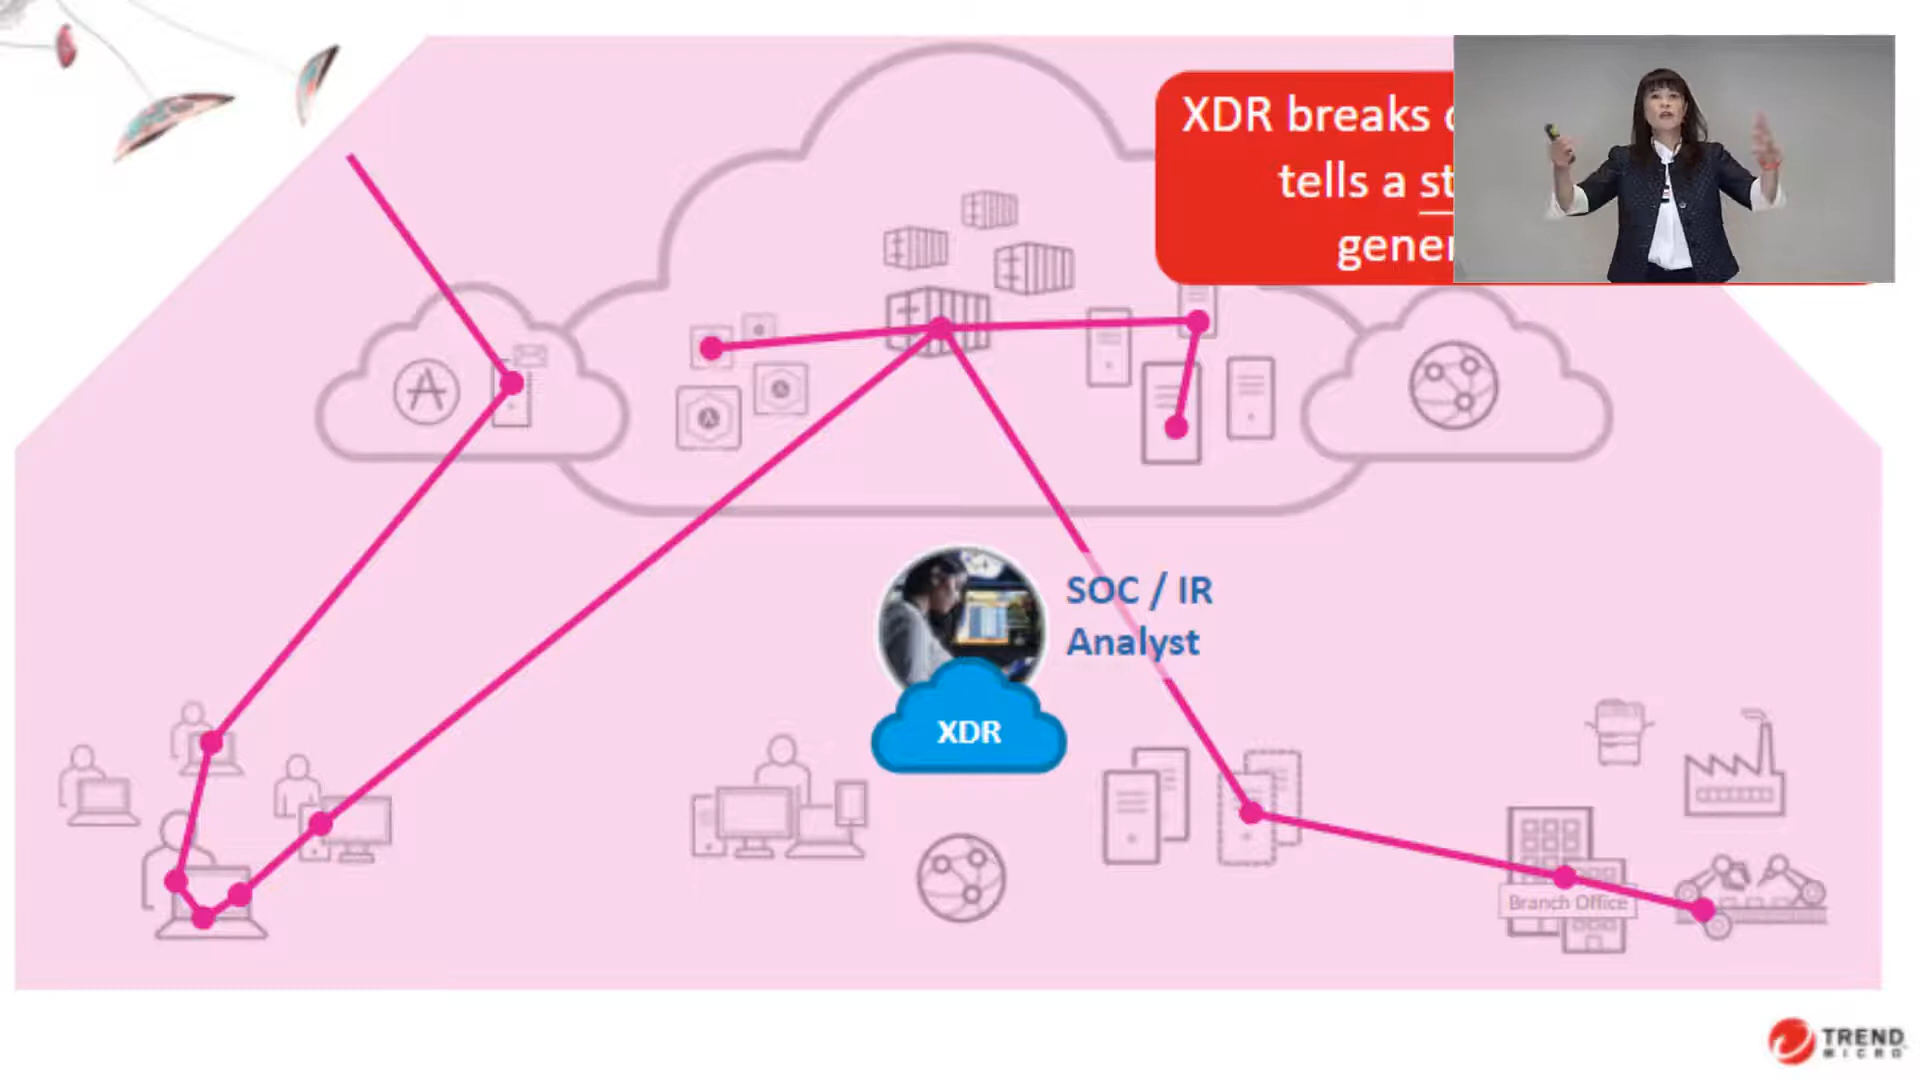 XDR breaks
tells a st
gener
SOC / IR
Analyst
XDR
Branch Office
TREND
MICRO